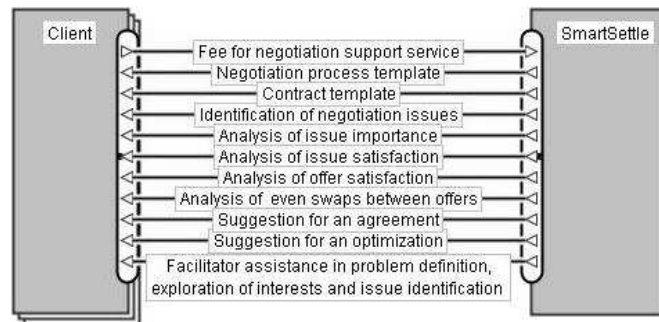 Client
SmartSettle
Fee for negotiation support service
Negotiation process template
Contract template
Identification of negotiation issues
Analysis of issue importance
Analysis of issue satisfaction
Analysis of offer satisfaction
Analysis of even swaps between offers
Suggestion for an agreement
Suggestion for an optimization
Facilitator assistance in problem definition,
exploration of interests and issue identification